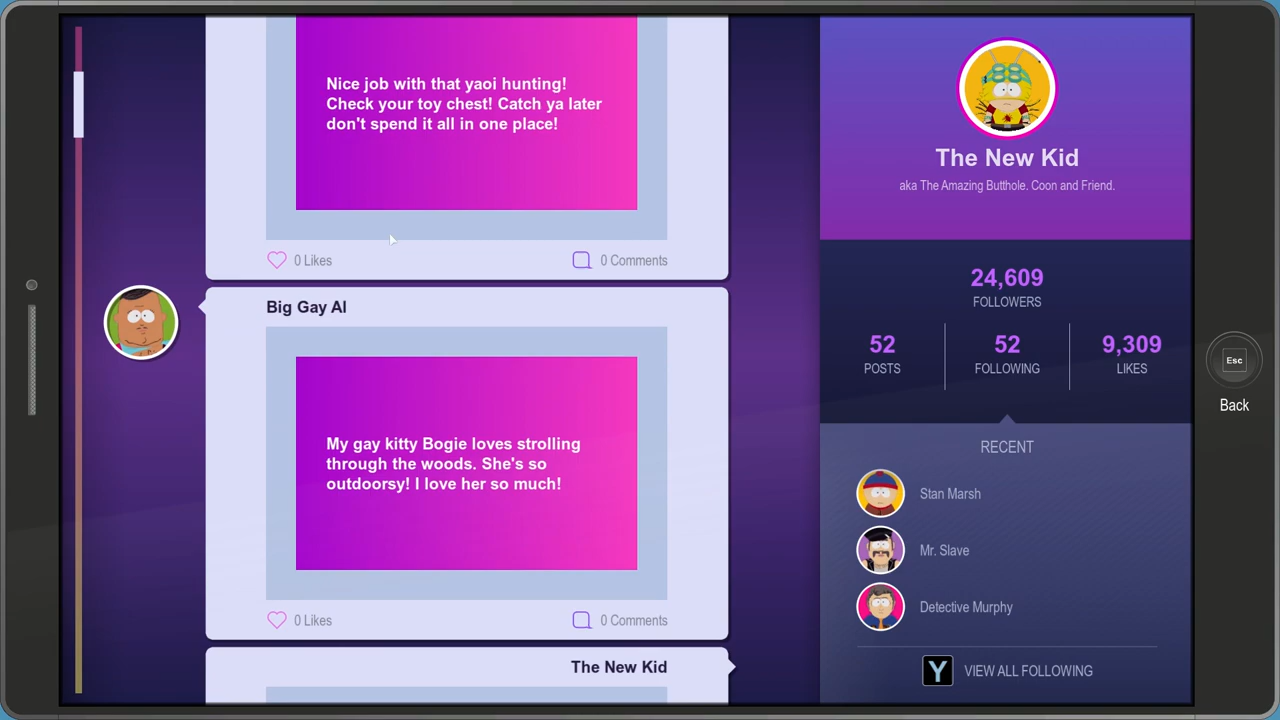 Nice job with that yaoi hunting!
Check your toy chest! Catch ya later
don't spend it all in one place!
0 Likes
0 Comments
Big Gay Al
My gay kitty Bogie loves strolling
through the woods. She's so
outdoorsy! I love her so much!
0 Likes
0 Comments
The New Kid
The New Kid
aka The Amazing Butthole. Coon and Friend.
24,609
FOLLOWERS
52
POSTS
52
FOLLOWING
9,309
LIKES
RECENT
Stan Marsh
Mr. Slave
Detective Murphy
Y VIEW ALL FOLLOWING
Esc
Back